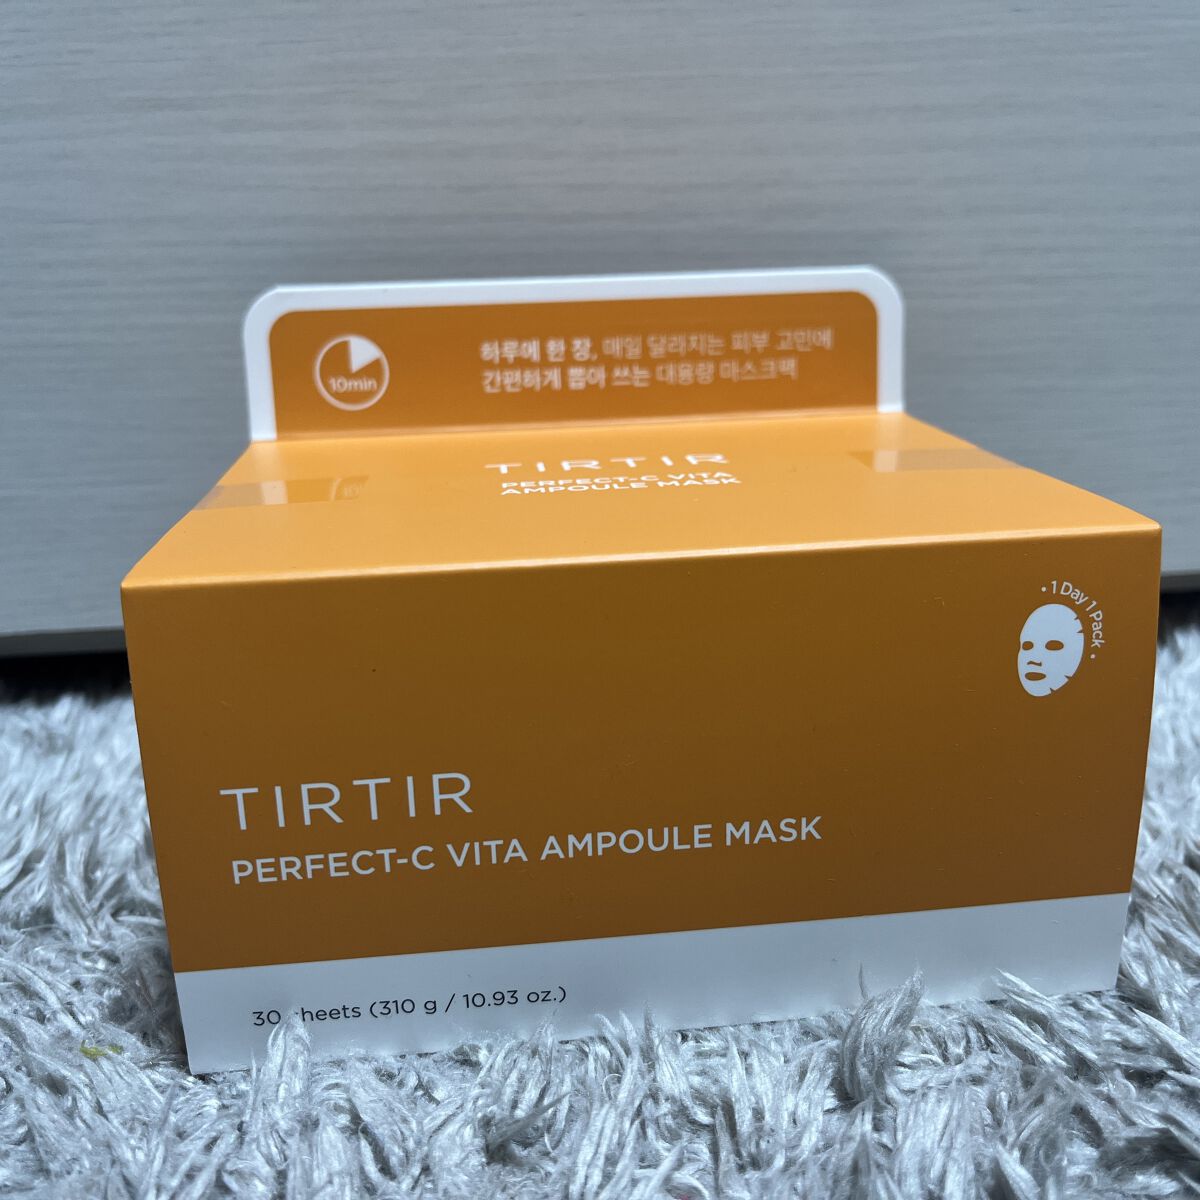 10min
하루에 한 장, 매일 달라지는 피부 고민에
간편하게 뽑아 쓰는 대용량 마스크팩
TIRTIR
PERFECT-C VITA
AMPOULE MASK
• 1 Day 1 Pack •
TIRTIR
PERFECT-C VITA AMPOULE MASK
30 sheets (310 g / 10.93 oz.)